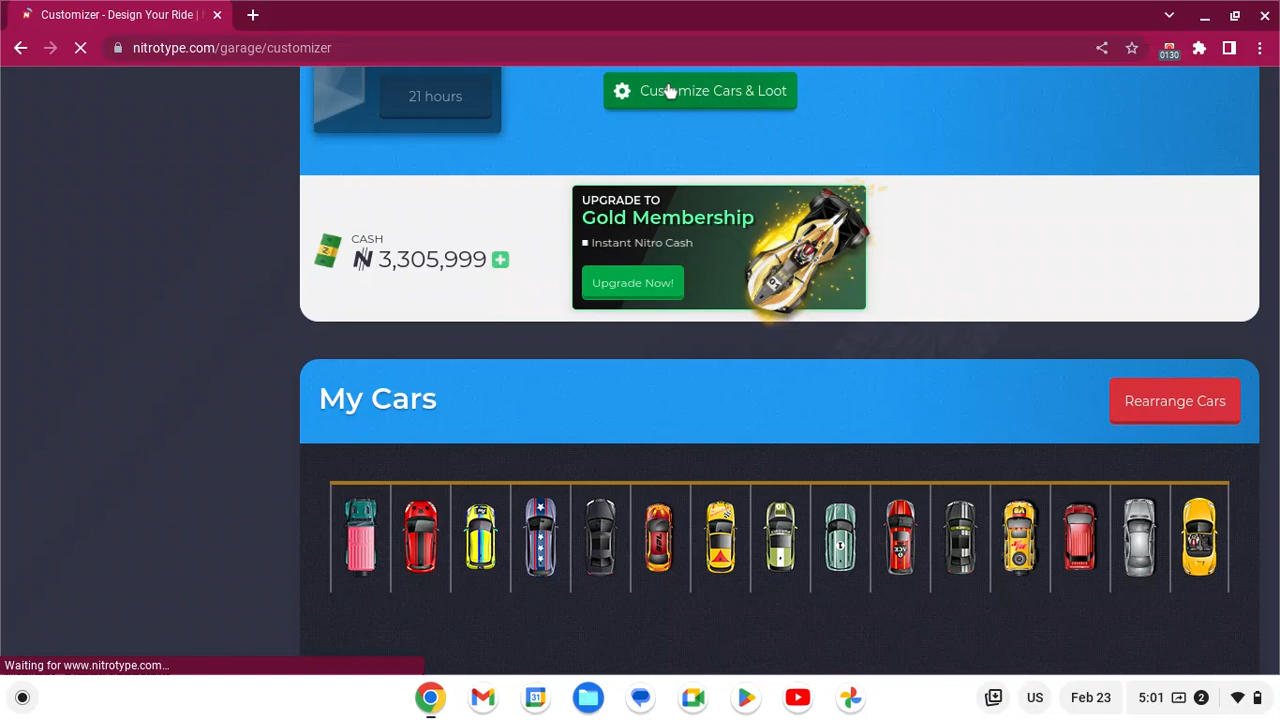 Customizer - Design Your Ride |
nitrotype.com/garage/customizer
0130
21 hours
Customize Cars & Loot
UPGRADE TO
Gold Membership
Instant Nitro Cash
Upgrade Now!
CASH
3,305,999
My Cars
Rearrange Cars
Waiting for www.nitrotype.com...
31
US
Feb 23
5:01
2